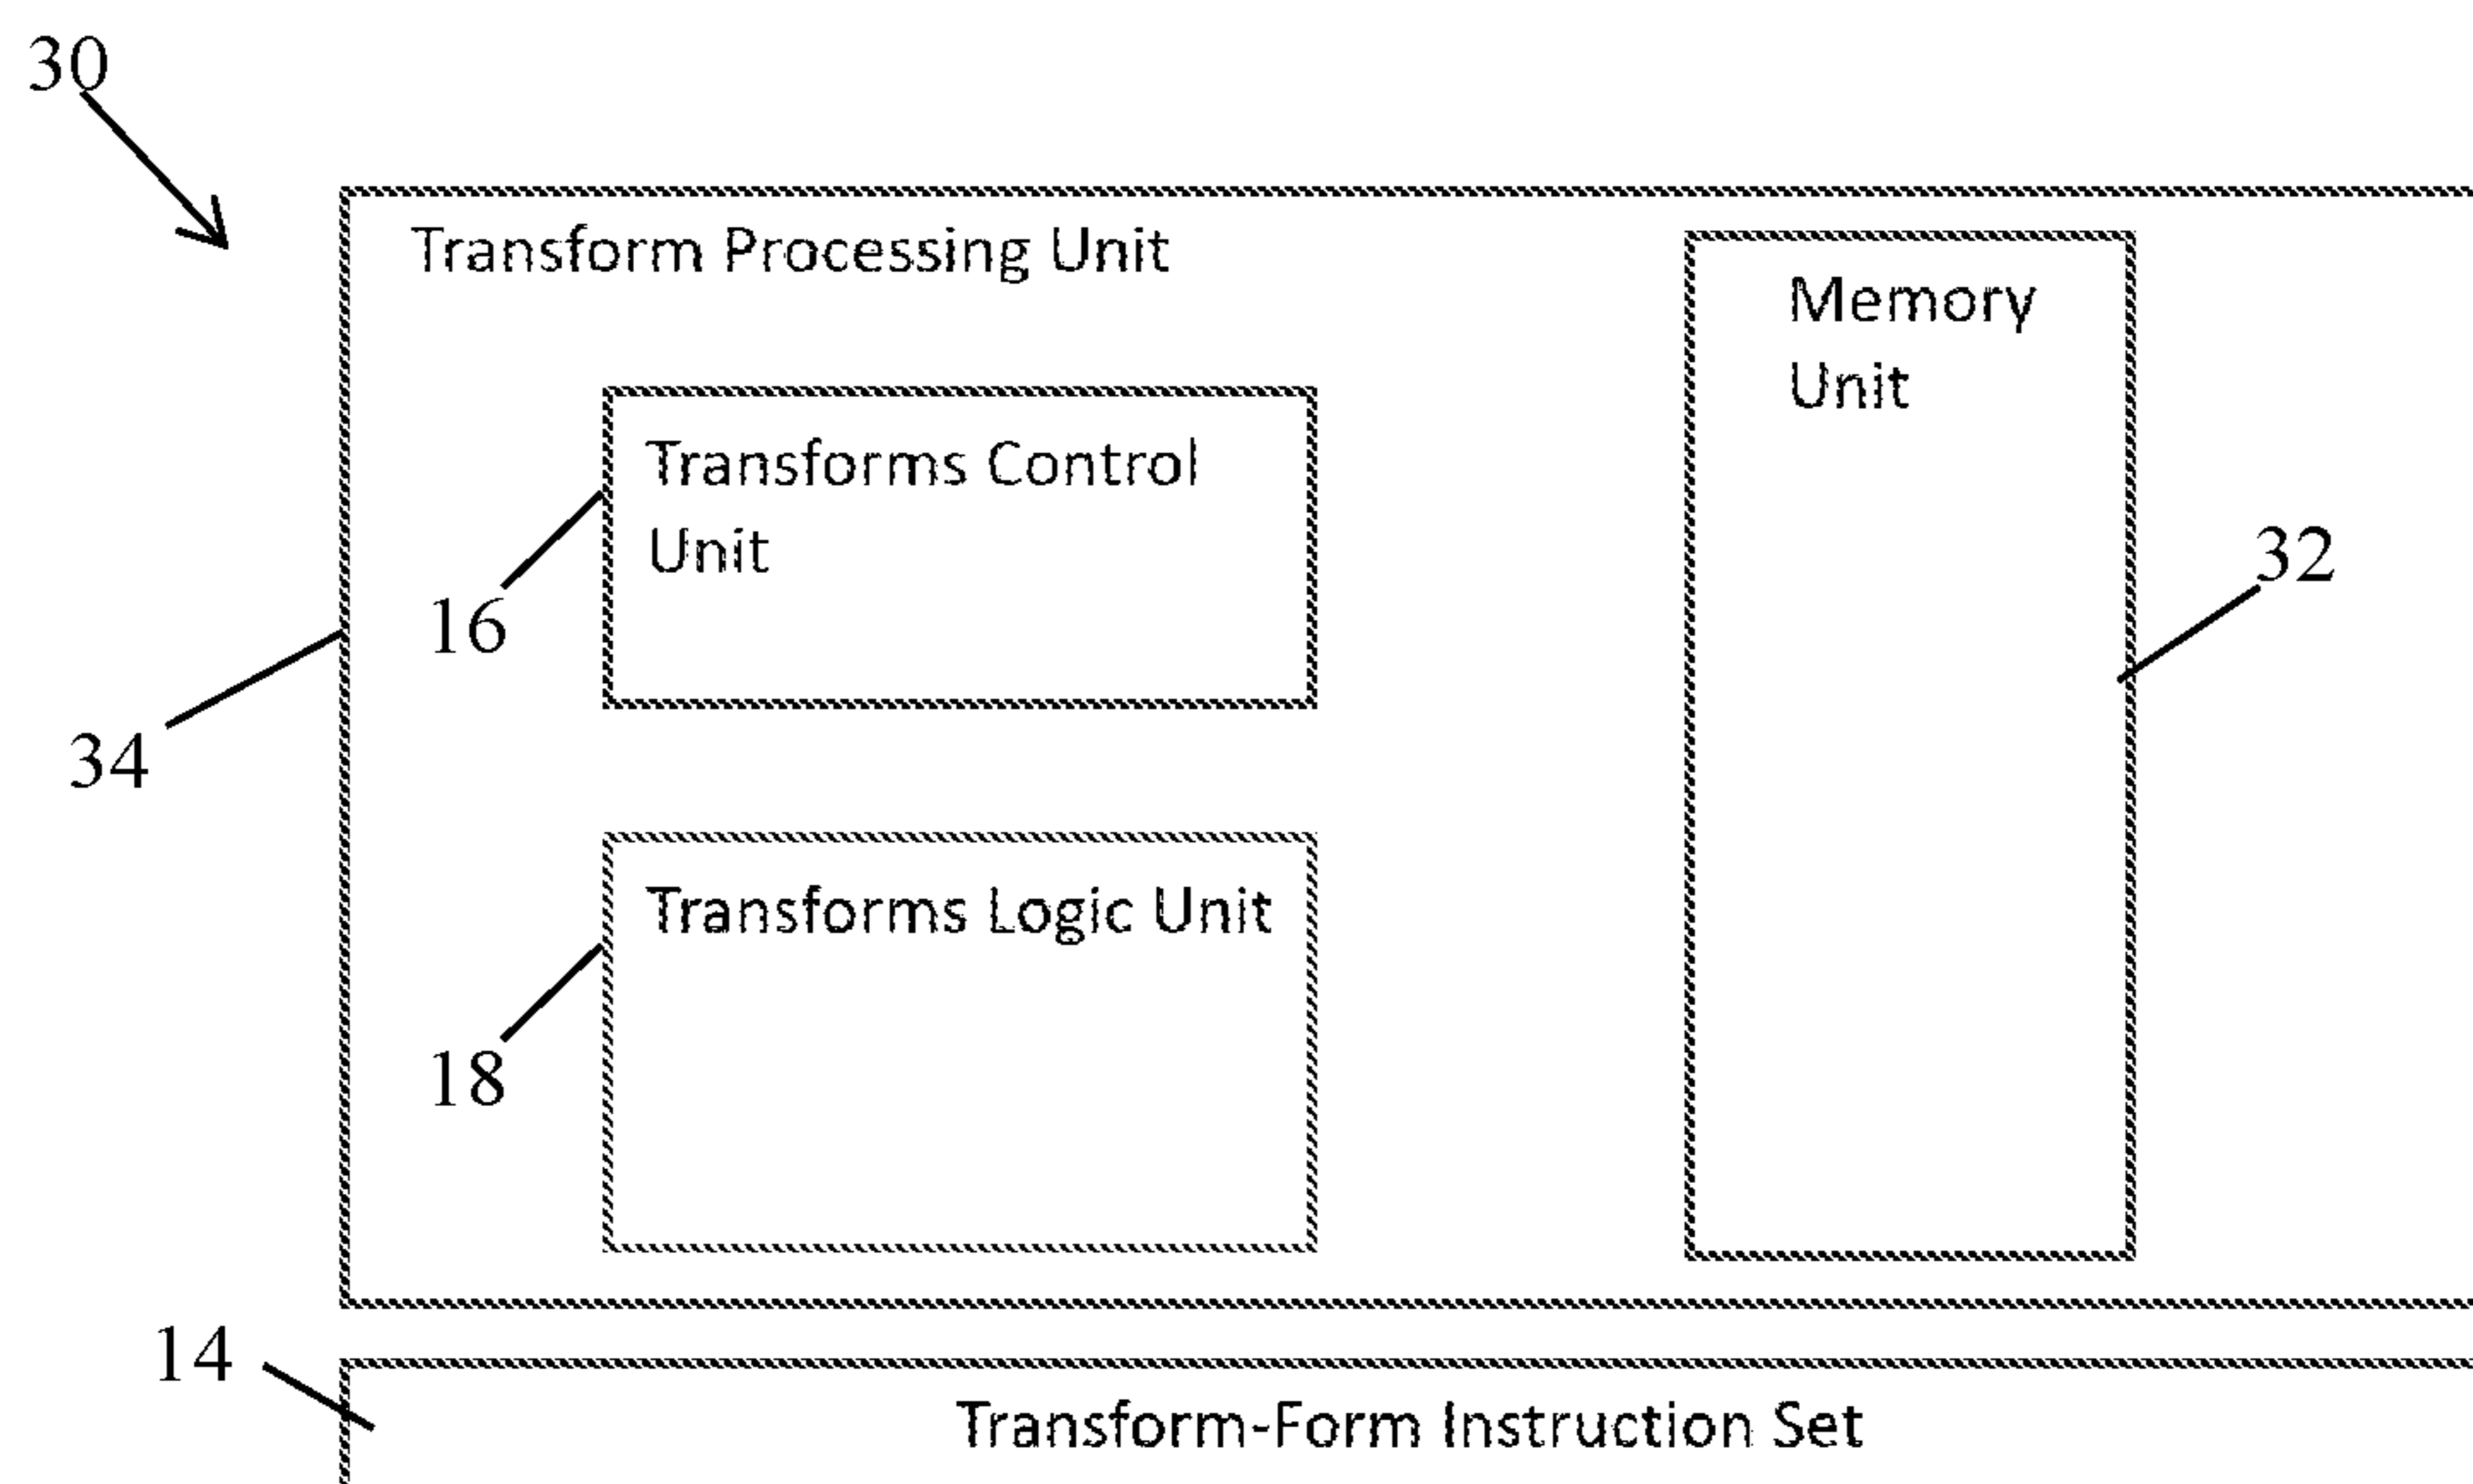 30
Transform Processing Unit
Memory
Unit
Transforms Control
Unit
32
16
34
Transforms Logic Unit
18
14
Transform-Form Instruction Set